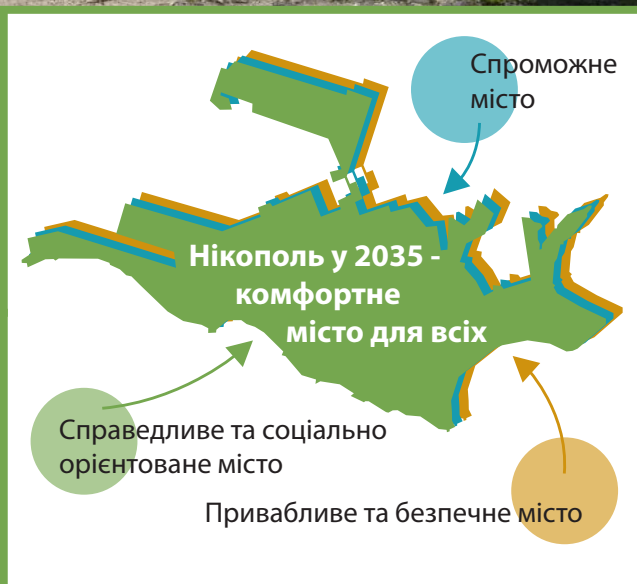 Спроможне
місто
Нікополь у 2035 -
комфортне
місто для всіх
Справедливе та соціально
орієнтоване місто
Привабливе та безпечне місто